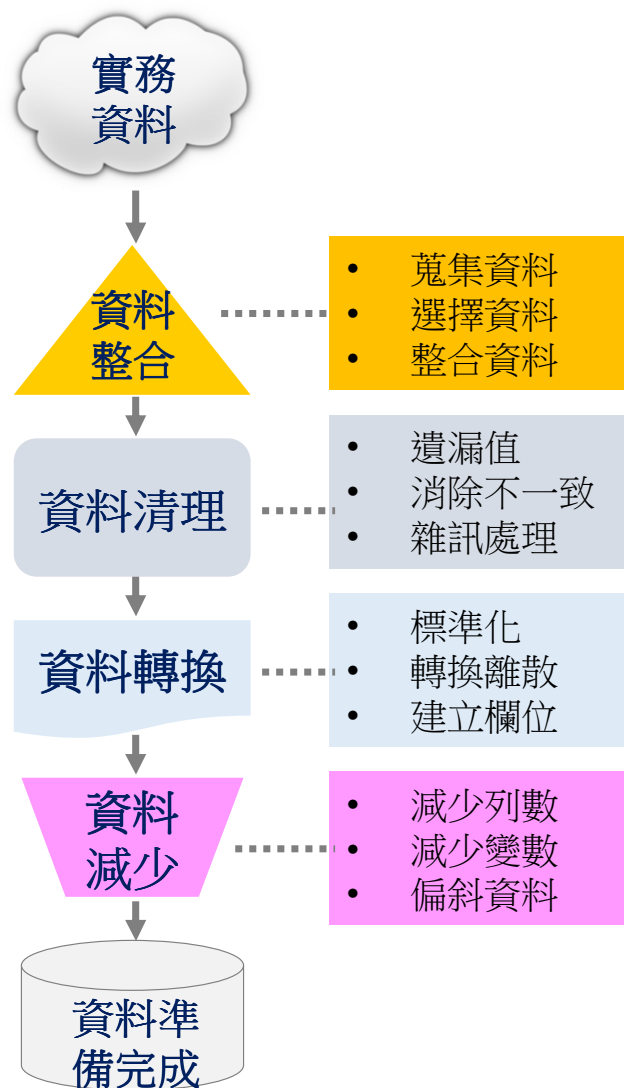 實務
資料
資料
整合
• 蒐集資料
• 選擇資料
• 整合資料
資料清理
• 遺漏值
• 消除不一致
• 雜訊處理
資料轉換
• 標準化
• 轉換離散
• 建立欄位
資料
減少
• 減少列數
• 減少變數
• 偏斜資料
資料準
備完成